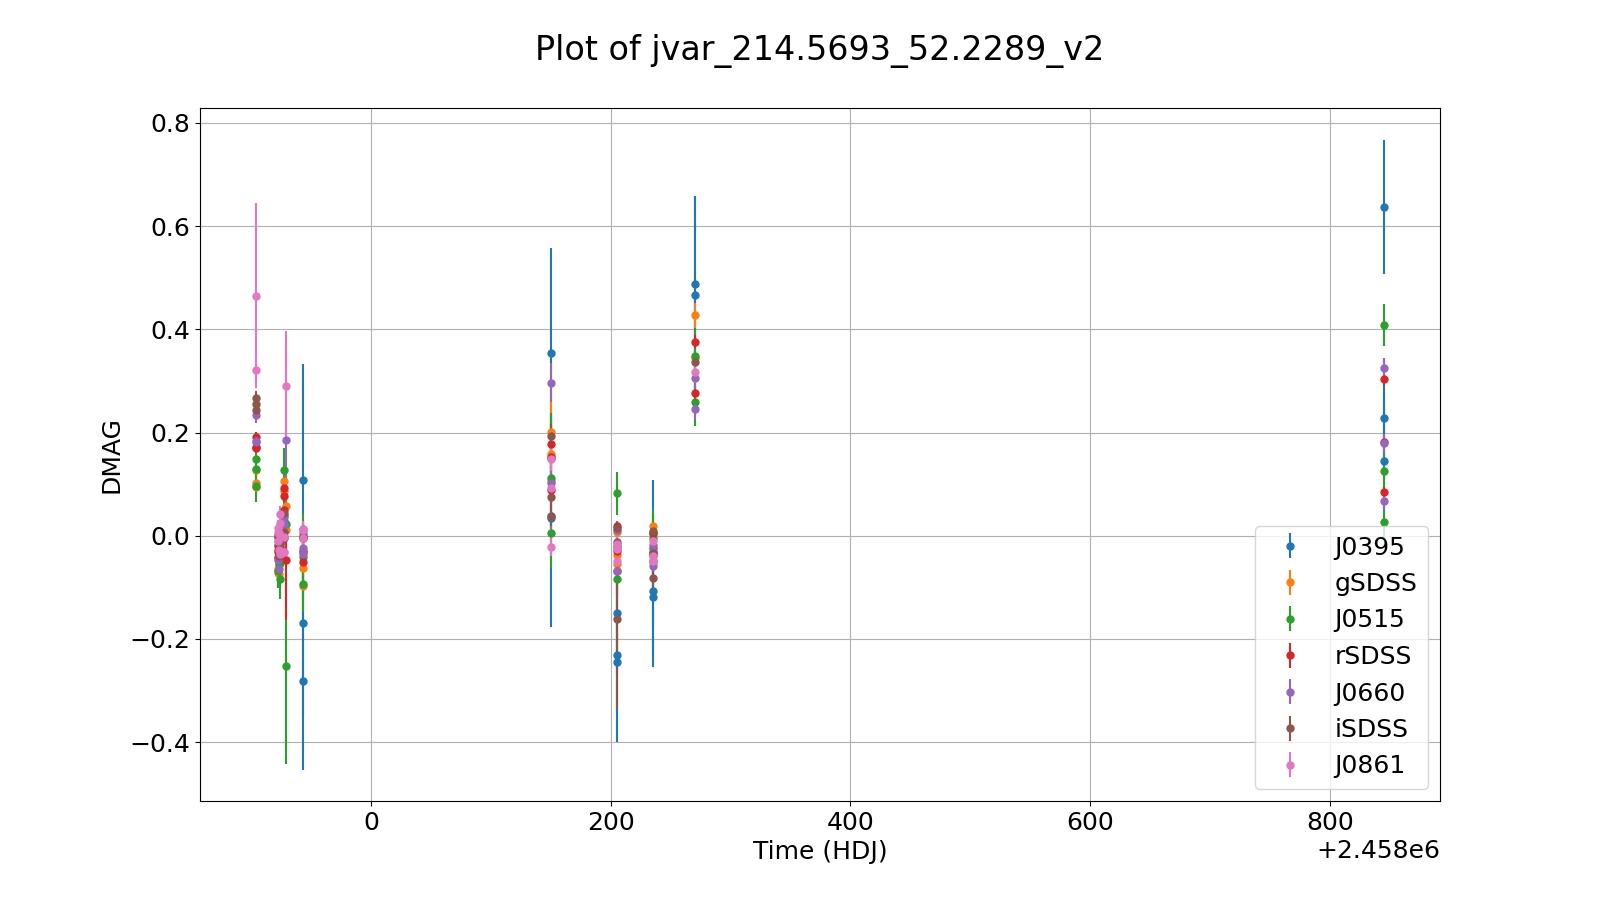 Plot of jvar_214.5693_52.2289_v2
0.8
0.6
0.4
0.2
0.0
−0.2
−0.4
DMAG
J0395
gSDSS
J0515
rSDSS
J0660
iSDSS
J0861
0 200 400 600 800
Time (HDJ)
+2.458e6